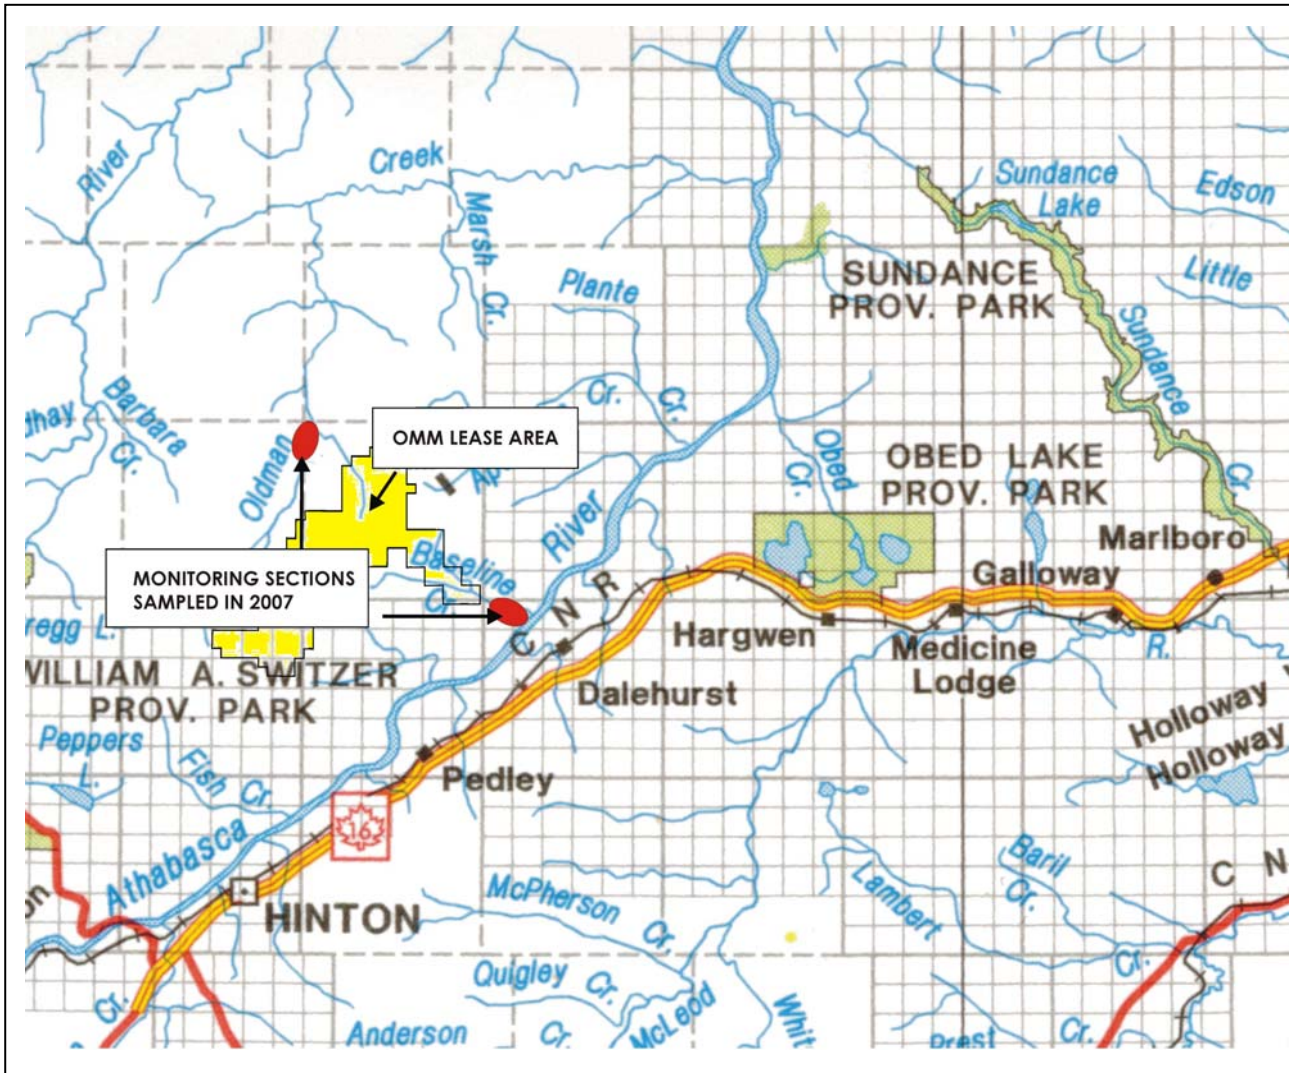 River
Creek
Marsh
Cr.
Sundance
Lake
Edson
Little
SUNDANCE
PROV. PARK
Plante
Cr.
Cr.
Sundance
Cr.
Barbara
Cr.
Oldman
OMM LEASE AREA
Obed
Cr.
OBED LAKE
PROV. PARK
Marlboro
River
Baseline
Cr.
MONITORING SECTIONS
SAMPLED IN 2007
C N R
Galloway
Hargwen
Medicine
Lodge
R.
Dalehurst
WILLIAM A. SWITZER
PROV. PARK
Holloway
Holloway
Peppers
L.
Fish Cr.
Pedley
16
Athabasca
HINTON
McPherson
Cr.
Lambert
Cr.
Baril
Cr.
C N
Quigley
Cr.
McLeod
Cr.
Anderson
Cr.
Cr.